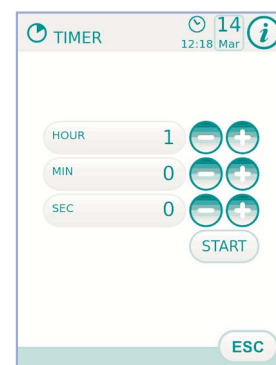 TIMER
12:18
14
Mar
i
HOUR 1
MIN 0
SEC 0
START
ESC